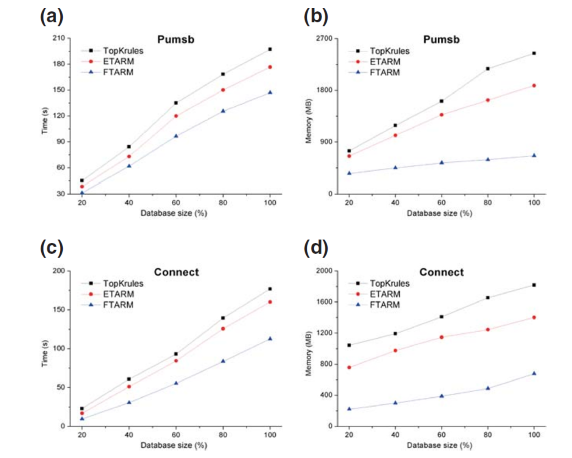 (a)
Pumsb
TopKrules
ETARM
FTARM
210
180
150
120
90
60
30
Time (s)
20 40 60 80 100
Database size (%)
(b)
Pumsb
TopKrules
ETARM
FTARM
2700
1800
900
0
Memory (MB)
20 40 60 80 100
Database size (%)
(c)
Connect
TopKrules
ETARM
FTARM
200
150
100
50
0
Time (s)
20 40 60 80 100
Database size (%)
(d)
Connect
TopKrules
ETARM
FTARM
2000
1600
1200
800
400
0
Memory (MB)
20 40 60 80 100
Database size (%)